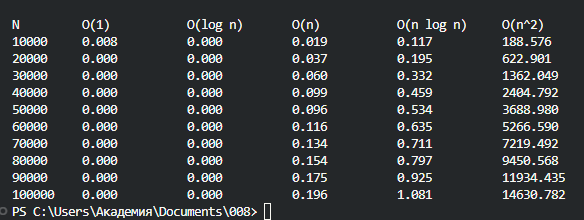 N O(1) O(log n) O(n) O(n log n) O(n^2)
10000 0.008 0.000 0.019 0.117 188.576
20000 0.000 0.000 0.037 0.195 622.901
30000 0.000 0.000 0.060 0.332 1362.049
40000 0.000 0.000 0.099 0.459 2404.792
50000 0.000 0.000 0.096 0.534 3688.980
60000 0.000 0.000 0.116 0.635 5266.590
70000 0.000 0.000 0.134 0.711 7219.492
80000 0.000 0.000 0.154 0.797 9450.568
90000 0.000 0.000 0.175 0.925 11934.435
100000 0.000 0.000 0.196 1.081 14630.782
PS C:\Users\Академия\Documents\008>